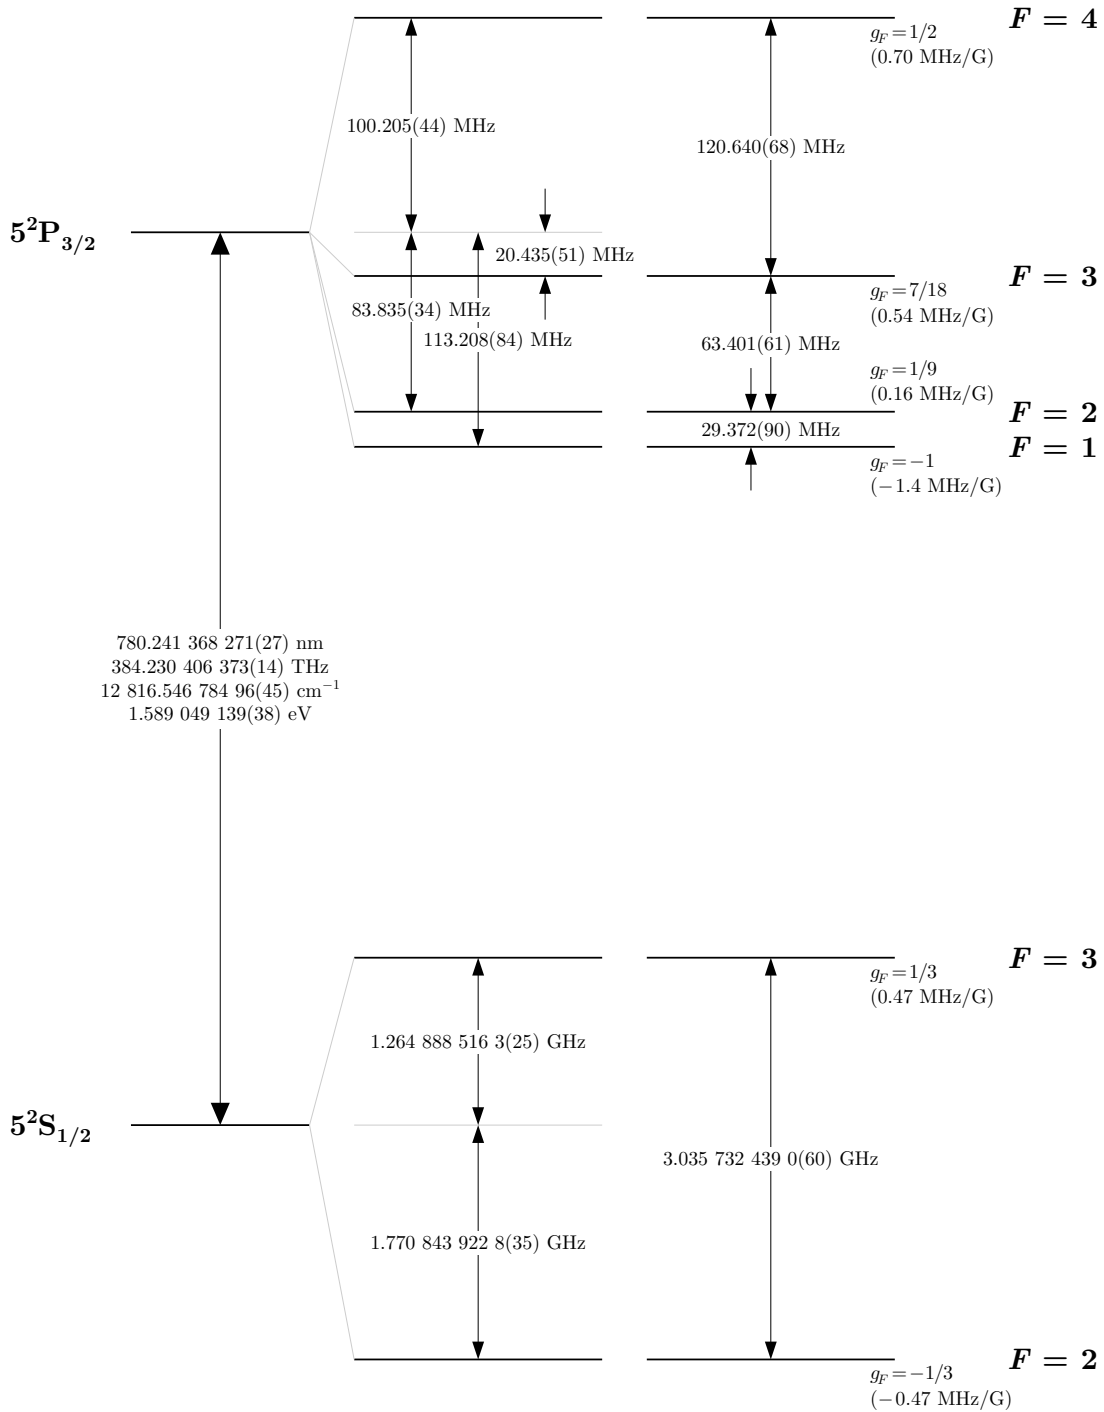 F = 4
g_F = 1/2
(0.70 MHz/G)
100.205(44) MHz
120.640(68) MHz
5²P₃/₂
20.435(51) MHz
F = 3
g_F = 7/18
(0.54 MHz/G)
83.835(34) MHz
113.208(84) MHz
63.401(61) MHz
g_F = 1/9
(0.16 MHz/G)
F = 2
29.372(90) MHz
F = 1
g_F = −1
(−1.4 MHz/G)
780.241 368 271(27) nm
384.230 406 373(14) THz
12 816.546 784 96(45) cm⁻¹
1.589 049 139(38) eV
F = 3
g_F = 1/3
(0.47 MHz/G)
1.264 888 516 3(25) GHz
5²S₁/₂
3.035 732 439 0(60) GHz
1.770 843 922 8(35) GHz
F = 2
g_F = −1/3
(−0.47 MHz/G)